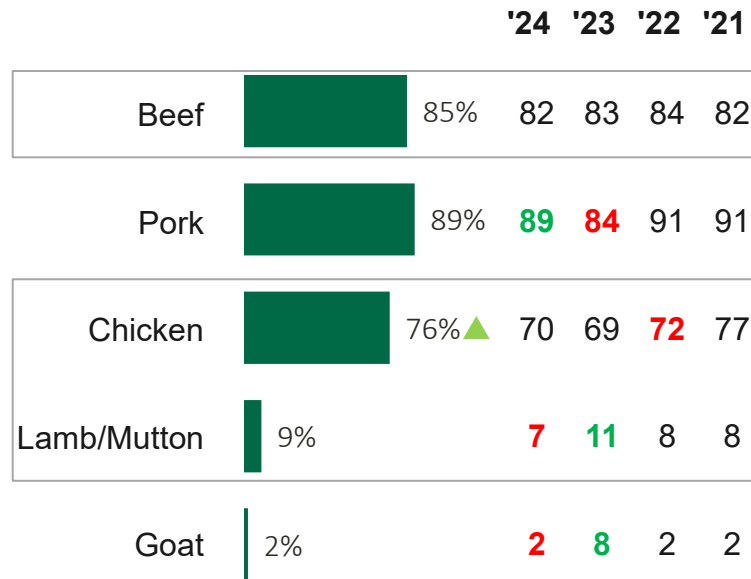 '24 '23 '22 '21
Beef 85% 82 83 84 82
Pork 89% 89 84 91 91
Chicken 76% 70 69 72 77
Lamb/Mutton 9% 7 11 8 8
Goat 2% 2 8 2 2